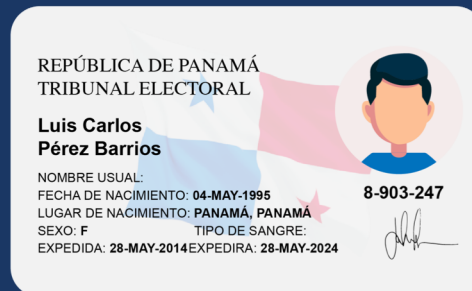 REPÚBLICA DE PANAMÁ
TRIBUNAL ELECTORAL
Luis Carlos
Pérez Barrios
NOMBRE USUAL:
FECHA DE NACIMIENTO: 04-MAY-1995
LUGAR DE NACIMIENTO: PANAMÁ, PANAMÁ
SEXO: F TIPO DE SANGRE:
EXPEDIDA: 28-MAY-2014 EXPEDIRA: 28-MAY-2024
8-903-247